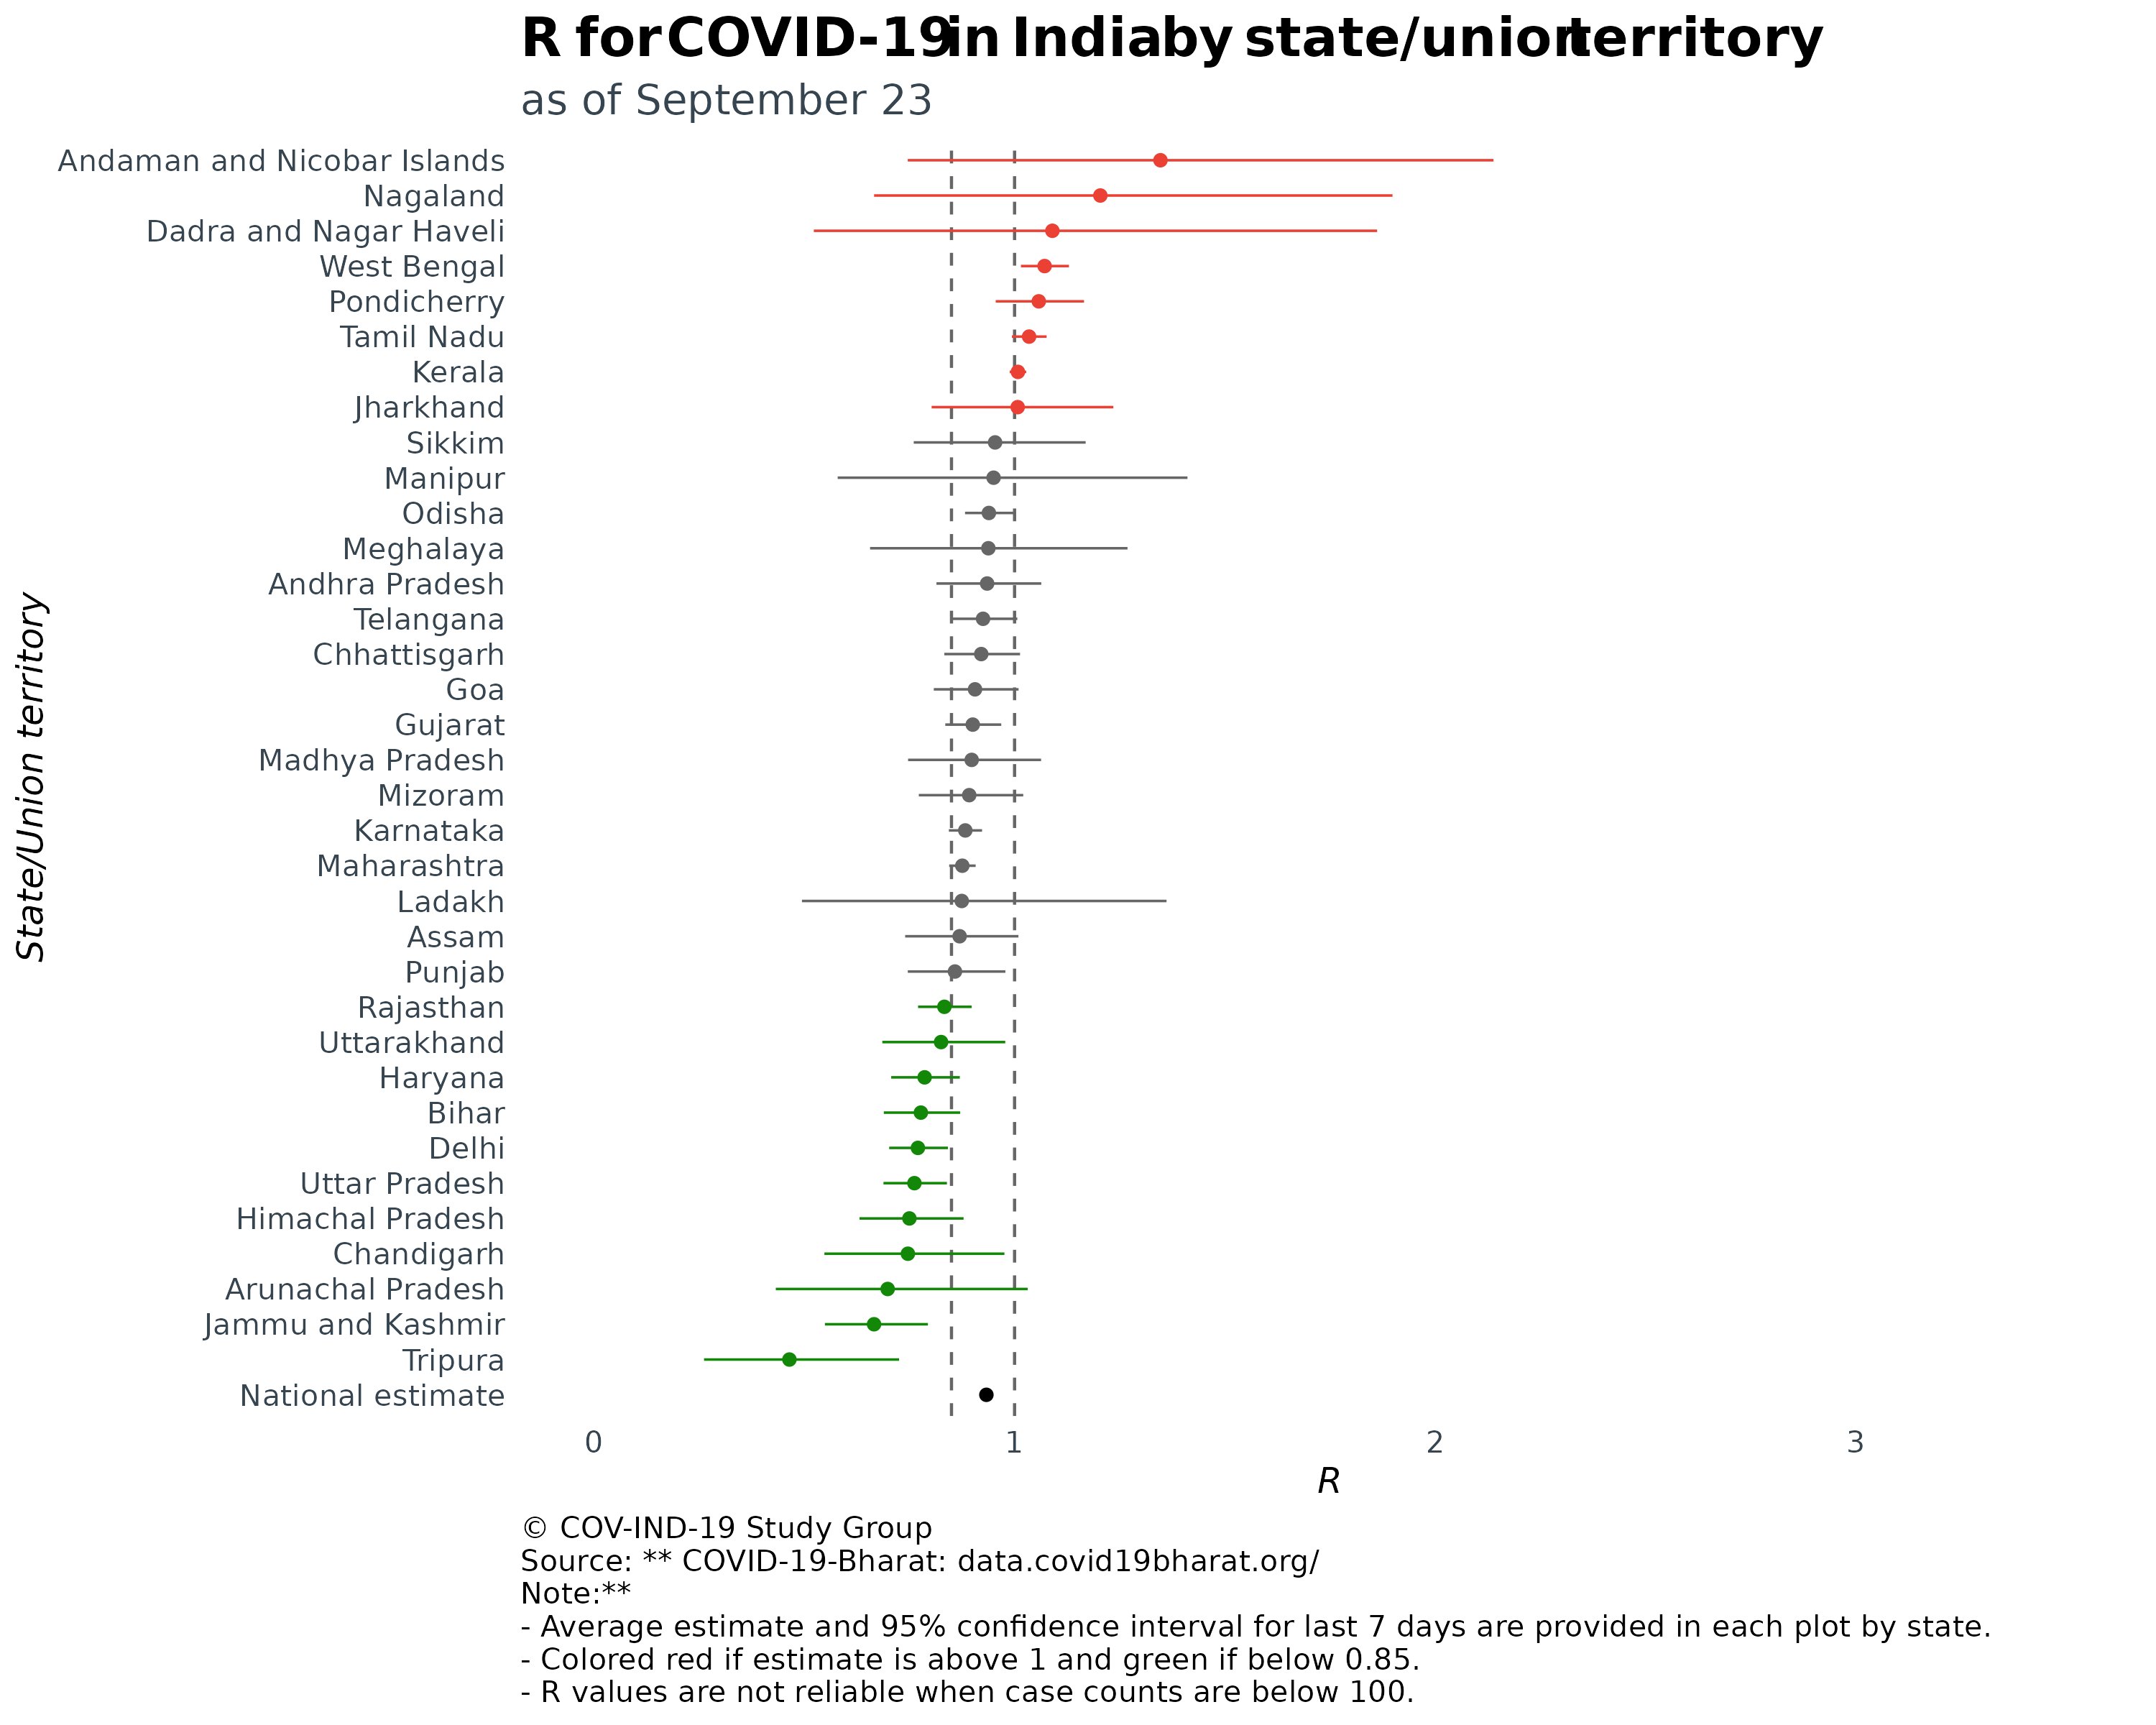 R for COVID-19 in India by state/union territory
as of September 23
Andaman and Nicobar Islands
Nagaland
Dadra and Nagar Haveli
West Bengal
Pondicherry
Tamil Nadu
Kerala
Jharkhand
Sikkim
Manipur
Odisha
Meghalaya
Andhra Pradesh
Telangana
Chhattisgarh
Goa
Gujarat
Madhya Pradesh
Mizoram
Karnataka
Maharashtra
Ladakh
Assam
Punjab
Rajasthan
Uttarakhand
Haryana
Bihar
Delhi
Uttar Pradesh
Himachal Pradesh
Chandigarh
Arunachal Pradesh
Jammu and Kashmir
Tripura
National estimate
State/Union territory
0 1 2 3
R
© COV-IND-19 Study Group
Source: ** COVID-19-Bharat: data.covid19bharat.org/
Note:**
- Average estimate and 95% confidence interval for last 7 days are provided in each plot by state.
- Colored red if estimate is above 1 and green if below 0.85.
- R values are not reliable when case counts are below 100.